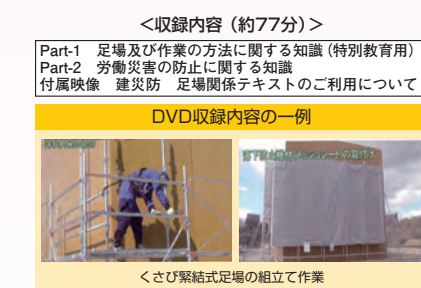 ＜収録内容（約77分）＞
Part-1　足場及び作業の方法に関する知識（特別教育用）
Part-2　労働災害の防止に関する知識
付属映像　建災防　足場関係テキストのご利用について
DVD収録内容の一例
くさび緊結式足場の組立て作業